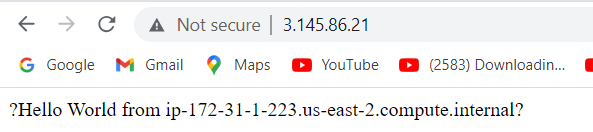 Not secure | 3.145.86.21
Google Gmail Maps YouTube (2583) Downloadin...
?Hello World from ip-172-31-1-223.us-east-2.compute.internal?